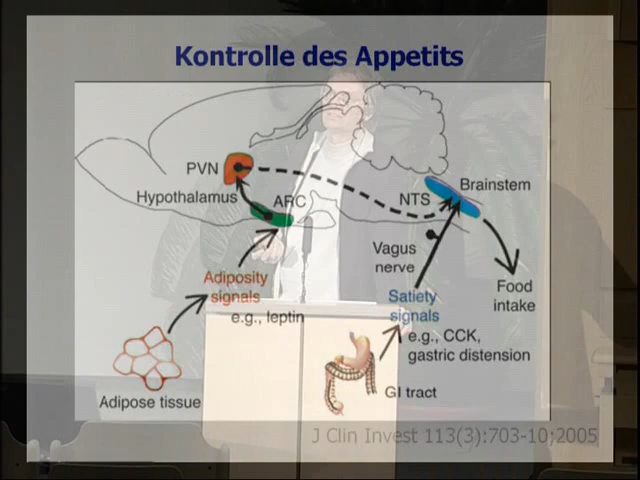 Kontrolle des Appetits
PVN
Hypothalamus
ARC
NTS
Brainstem
Vagus
nerve
Adiposity
signals
e.g., leptin
Satiety
signals
e.g., CCK,
gastric distension
Food
intake
GI tract
Adipose tissue
J Clin Invest 113(3):703-10;2005